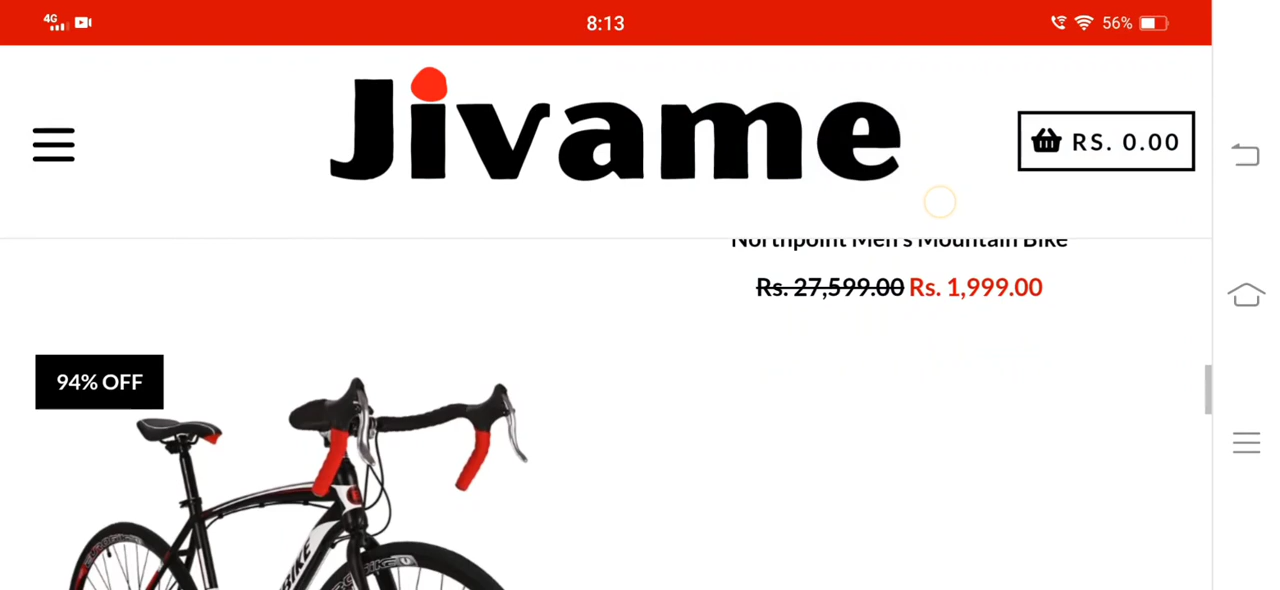 4G
8:13
56%
Jivame
RS. 0.00
Northpoint Men's Mountain Bike
Rs. 27,599.00 Rs. 1,999.00
94% OFF